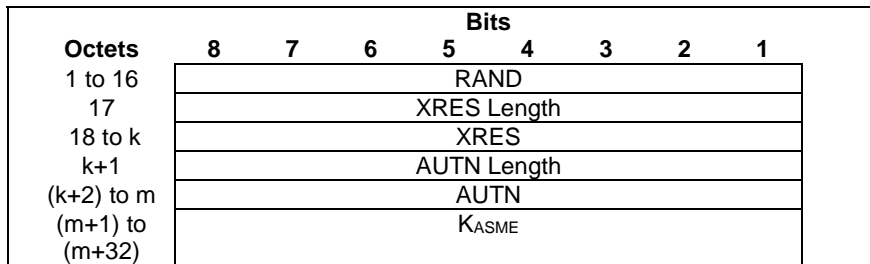 Bits
Octets 8 7 6 5 4 3 2 1
1 to 16 RAND
17 XRES Length
18 to k XRES
k+1 AUTN Length
(k+2) to m AUTN
(m+1) to KASME
(m+32)